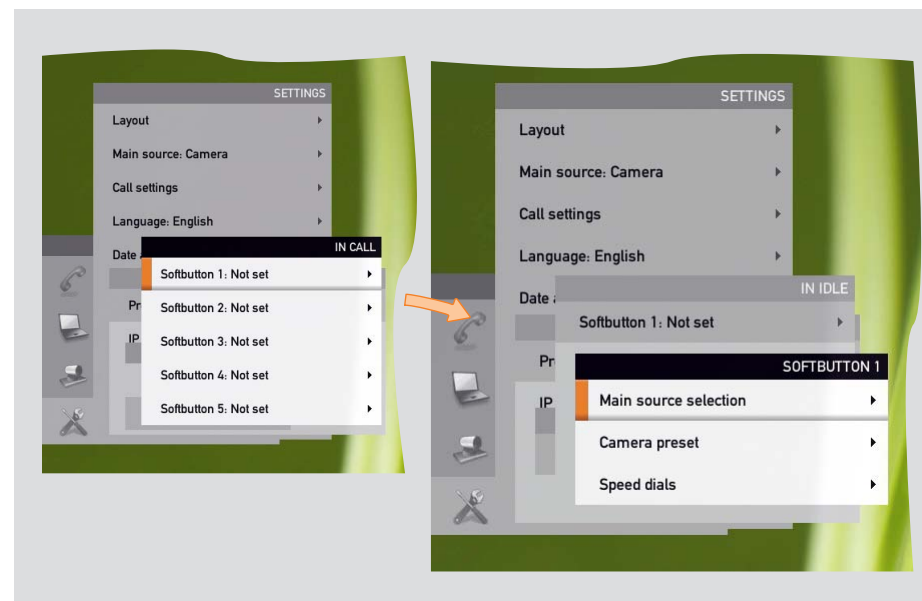 SETTINGS
Layout
Main source: Camera
Call settings
Language: English
Date
IN CALL
Softbutton 1: Not set
Pr
Softbutton 2: Not set
IP
Softbutton 3: Not set
Softbutton 4: Not set
Softbutton 5: Not set
SETTINGS
Layout
Main source: Camera
Call settings
Language: English
Date
IN IDLE
Softbutton 1: Not set
Pr
SOFTBUTTON 1
IP
Main source selection
Camera preset
Speed dials